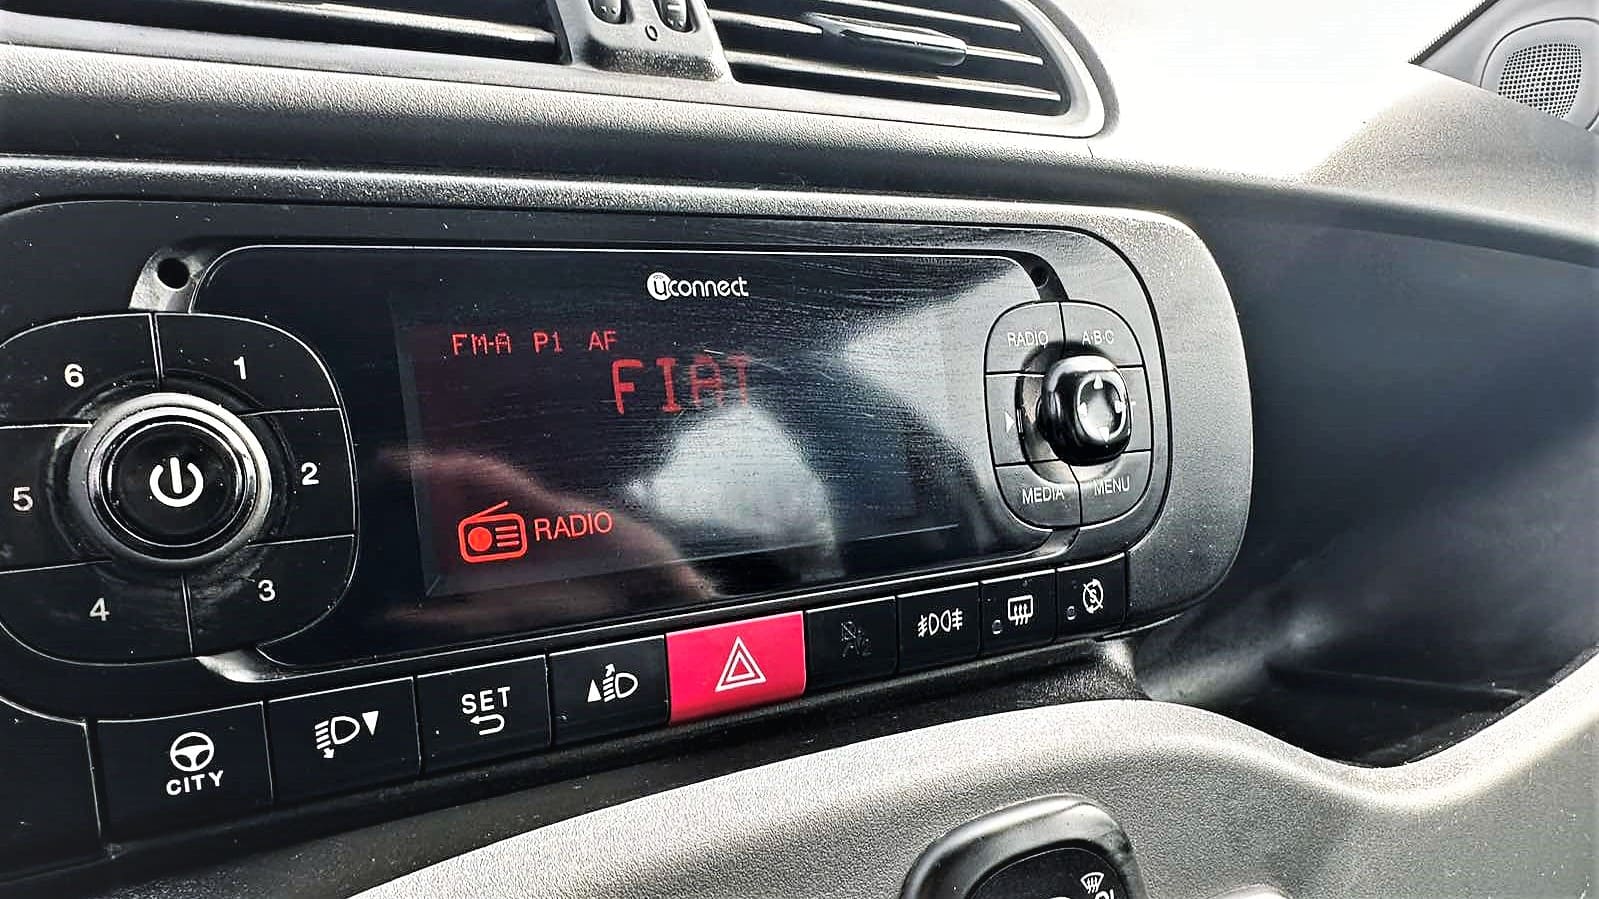 uconnect
FM-A P1 AF
FIAT
RADIO
6
1
5
2
4
3
RADIO
A·B·C
MEDIA
MENU
CITY
SET